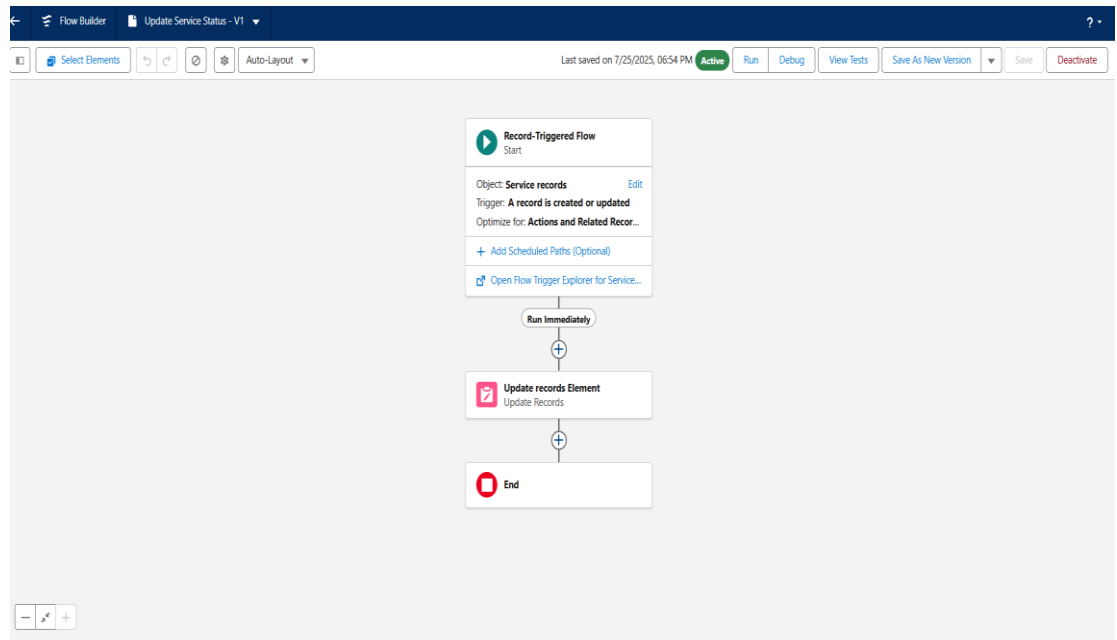 Flow Builder Update Service Status - V1 ? -
Select Elements Auto-Layout Last saved on 7/25/2025, 06:54 PM Active Run Debug View Tests Save As New Version Save Deactivate
Record-Triggered Flow
Start
Object: Service records Edit
Trigger: A record is created or updated
Optimize for: Actions and Related Recor...
+ Add Scheduled Paths (Optional)
Open Flow Trigger Explorer for Service...
Run Immediately
Update records Element
Update Records
End